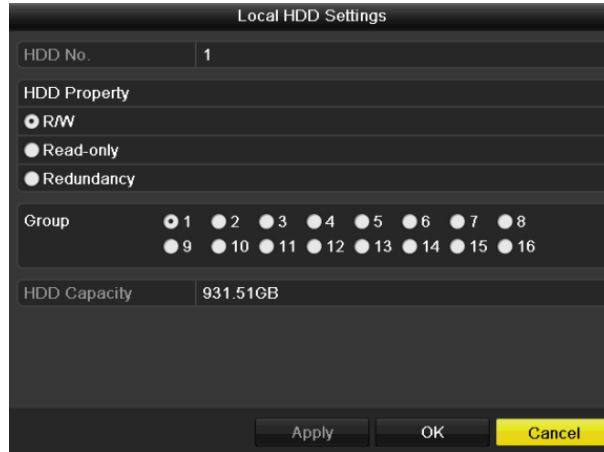 Local HDD Settings
HDD No. 1
HDD Property
R/W
Read-only
Redundancy
Group 1 2 3 4 5 6 7 8
9 10 11 12 13 14 15 16
HDD Capacity 931.51GB
Apply OK Cancel